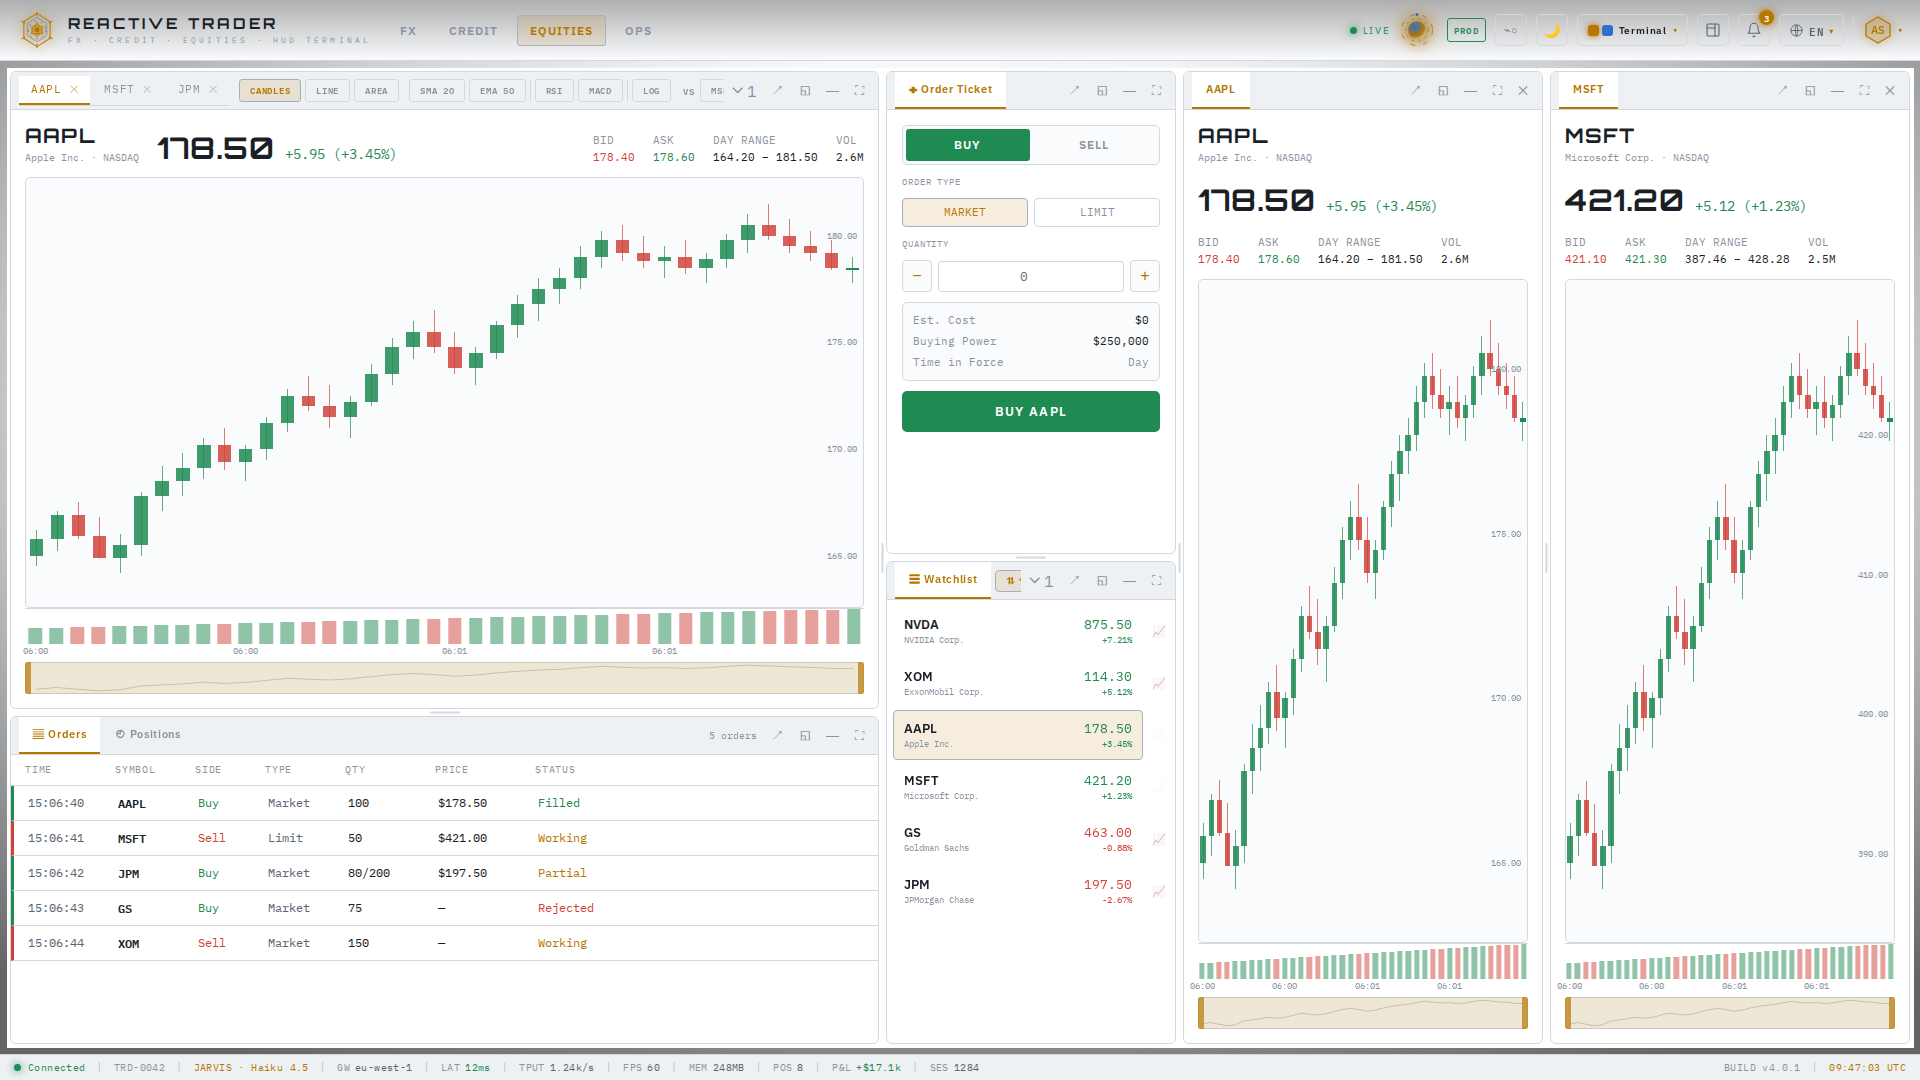 REACTIVE TRADER
FX · CREDIT · EQUITIES · HUD TERMINAL
FX CREDIT EQUITIES OPS
LIVE PROD Terminal 3 EN AS
AAPL MSFT JPM CANDLES LINE AREA SMA 20 EMA 50 RSI MACD LOG VS 1
AAPL
Apple Inc. · NASDAQ
178.50 +5.95 (+3.45%)
BID ASK DAY RANGE VOL
178.40 178.60 164.20 – 181.50 2.6M
180.00
175.00
170.00
165.00
06:00 06:00 06:01 06:01
Orders Positions 5 orders
TIME SYMBOL SIDE TYPE QTY PRICE STATUS
15:06:40 AAPL Buy Market 100 $178.50 Filled
15:06:41 MSFT Sell Limit 50 $421.00 Working
15:06:42 JPM Buy Market 80/200 $197.50 Partial
15:06:43 GS Buy Market 75 — Rejected
15:06:44 XOM Sell Market 150 — Working
Order Ticket
BUY SELL
ORDER TYPE
MARKET LIMIT
QUANTITY
− 0 +
Est. Cost $0
Buying Power $250,000
Time in Force Day
BUY AAPL
Watchlist 1
NVDA 875.50
NVIDIA Corp. +7.21%
XOM 114.30
ExxonMobil Corp. +5.12%
AAPL 178.50
Apple Inc. +3.45%
MSFT 421.20
Microsoft Corp. +1.23%
GS 463.00
Goldman Sachs -0.88%
JPM 197.50
JPMorgan Chase -2.67%
AAPL
AAPL
Apple Inc. · NASDAQ
178.50 +5.95 (+3.45%)
BID ASK DAY RANGE VOL
178.40 178.60 164.20 – 181.50 2.6M
180.00
175.00
170.00
165.00
06:00 06:00 06:01 06:01
MSFT
MSFT
Microsoft Corp. · NASDAQ
421.20 +5.12 (+1.23%)
BID ASK DAY RANGE VOL
421.10 421.30 387.46 – 428.28 2.5M
420.00
410.00
400.00
390.00
06:00 06:00 06:01 06:01
Connected TRD-0042 JARVIS · Haiku 4.5 GW eu-west-1 LAT 12ms TPUT 1.24k/s FPS 60 MEM 248MB POS 8 P&L +$17.1k SES 1284 BUILD v4.0.1 09:47:03 UTC